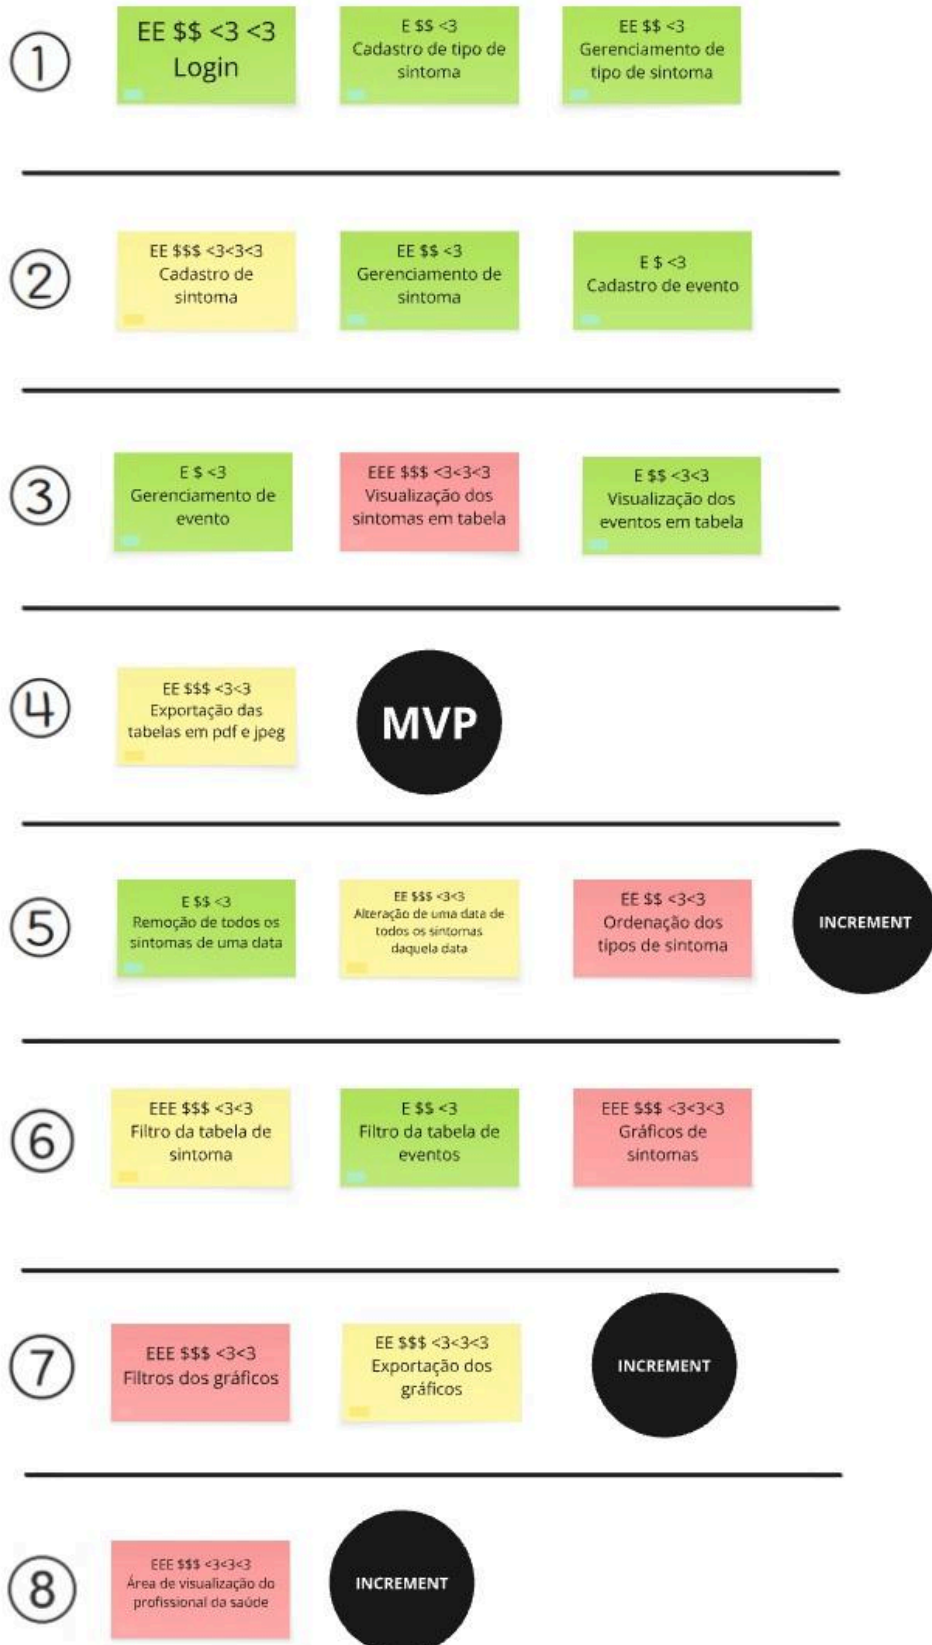 1
EE $$ <3 <3
Login
E $$ <3
Cadastro de tipo de
sintoma
EE $$ <3
Gerenciamento de
tipo de sintoma
2
EE $$$ <3<3<3
Cadastro de
sintoma
EE $$ <3
Gerenciamento de
sintoma
E $ <3
Cadastro de evento
3
E $ <3
Gerenciamento de
evento
EEE $$$ <3<3<3
Visualização dos
sintomas em tabela
E $$ <3<3
Visualização dos
eventos em tabela
4
EE $$$ <3<3
Exportação das
tabelas em pdf e jpeg
MVP
5
E $$ <3
Remoção de todos os
sintomas de uma data
EE $$$ <3<3
Alteração de uma data de
todos os sintomas
daquela data
EE $$ <3<3
Ordenação dos
tipos de sintoma
INCREMENT
6
EEE $$$ <3<3
Filtro da tabela de
sintoma
E $$ <3
Filtro da tabela de
eventos
EEE $$$ <3<3<3
Gráficos de
sintomas
7
EEE $$$ <3<3
Filtros dos gráficos
EE $$$ <3<3<3
Exportação dos
gráficos
INCREMENT
8
EEE $$$ <3<3<3
Área de visualização do
profissional da saúde
INCREMENT